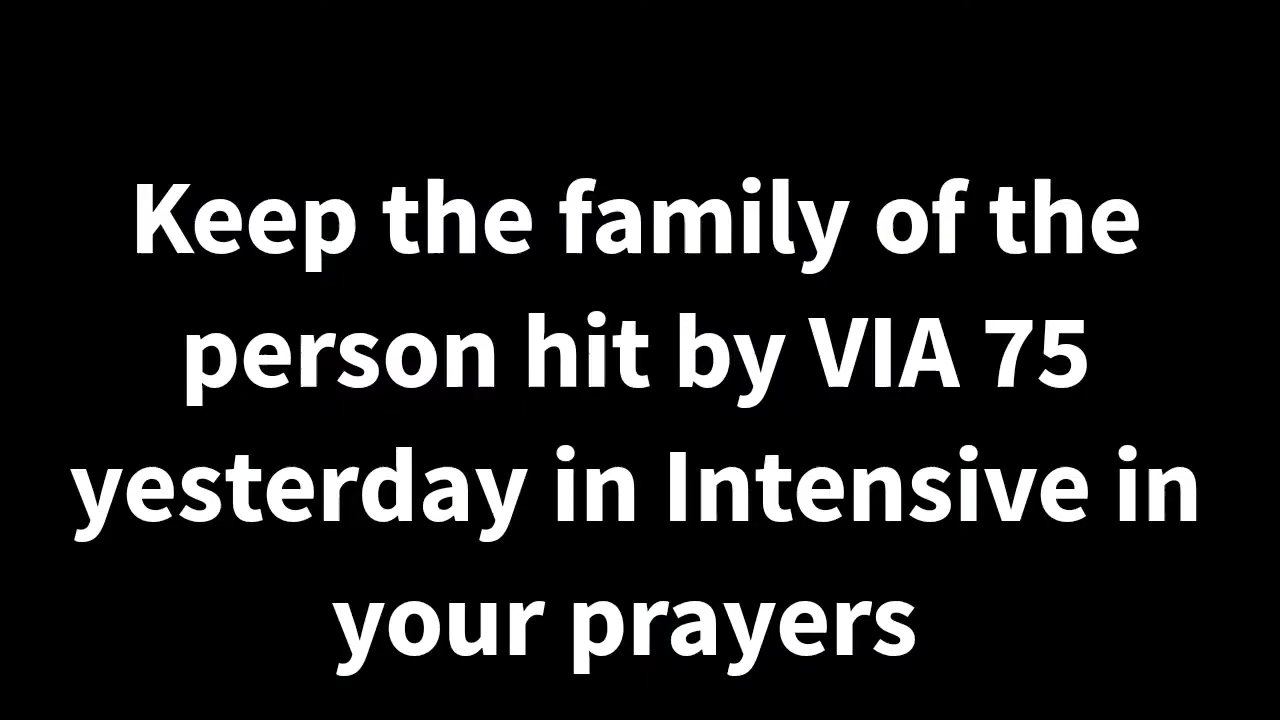 Keep the family of the
person hit by VIA 75
yesterday in Intensive in
your prayers